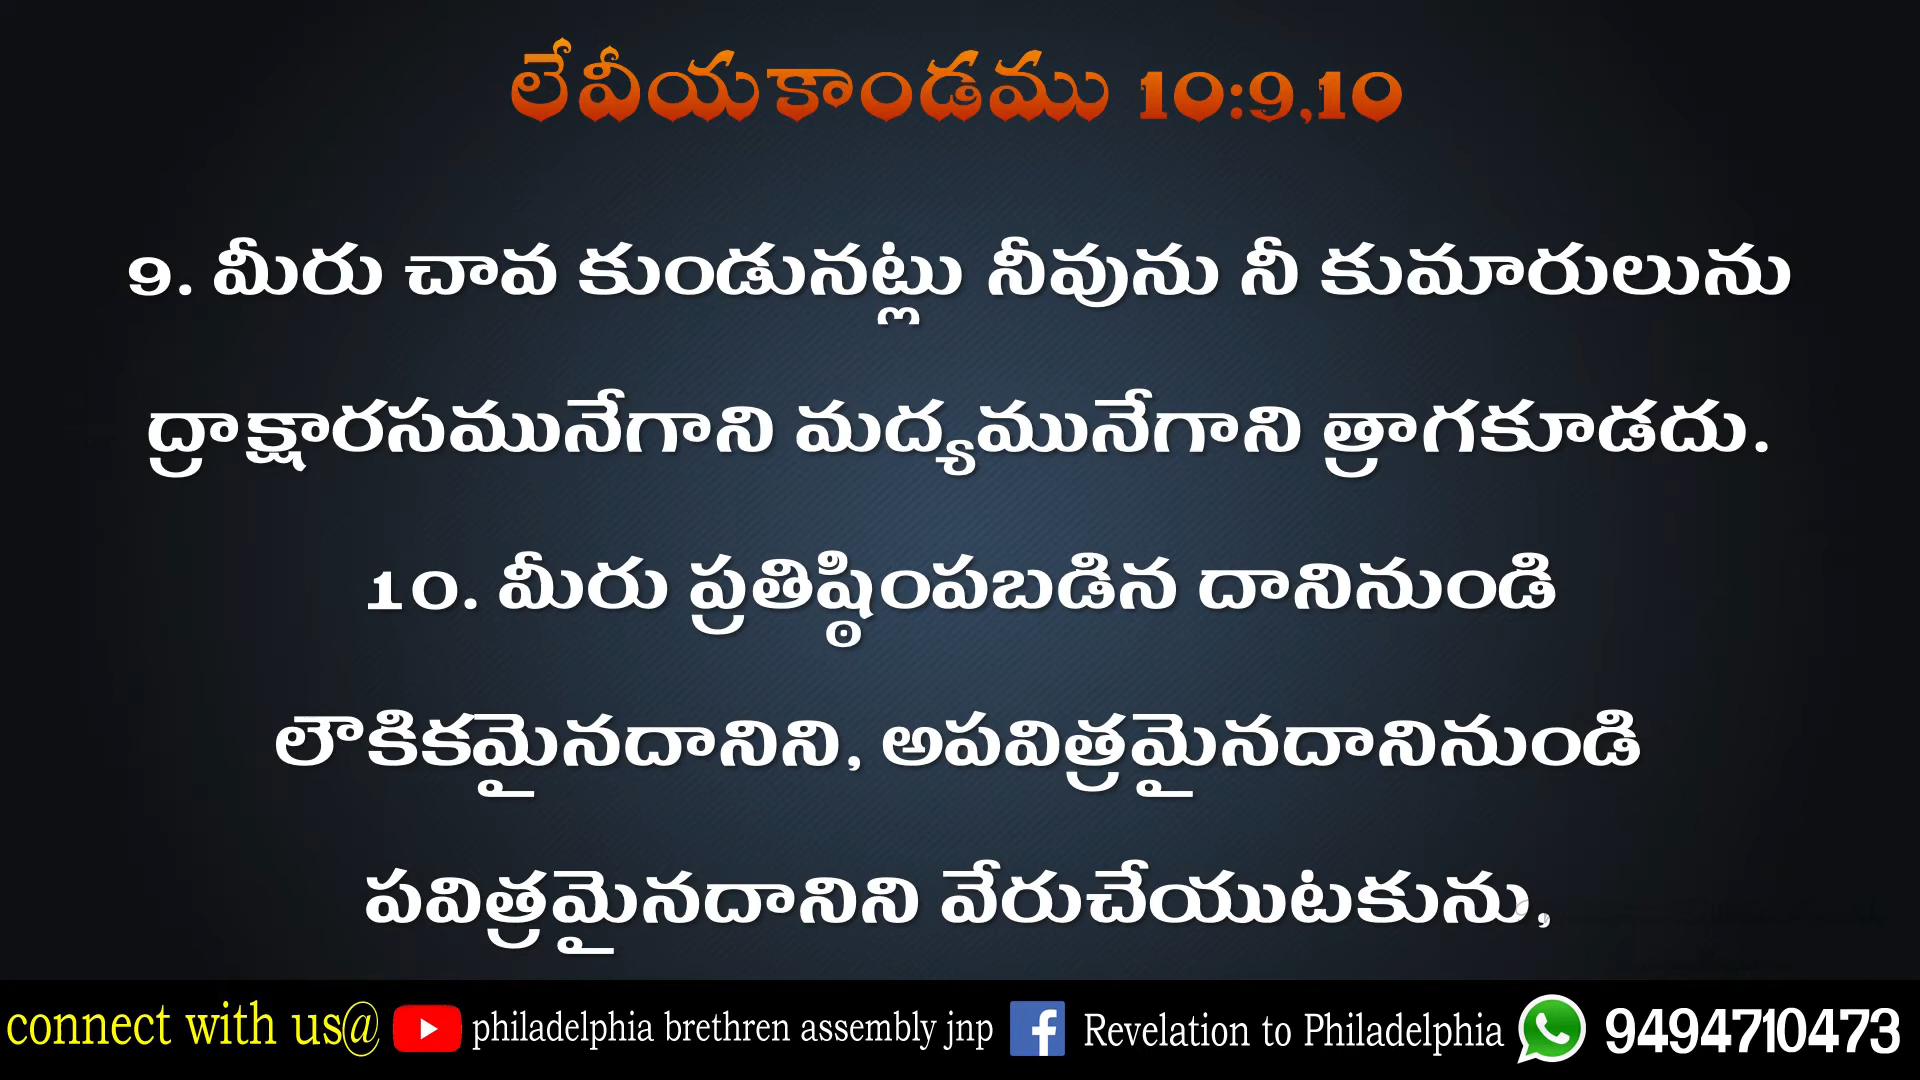 లేవీయకాండము 10:9,10
9. మీరు చావ కుండునట్లు నీవును నీ కుమారులును
ద్రాక్షారసమునేగాని మద్యమునేగాని త్రాగకూడదు.
10. మీరు ప్రతిష్ఠింపబడిన దానినుండి
లౌకికమైనదానిని, అపవిత్రమైనదానినుండి
పవిత్రమైనదానిని వేరుచేయుటకును,
connect with us@ philadelphia brethren assembly jnp Revelation to Philadelphia 9494710473